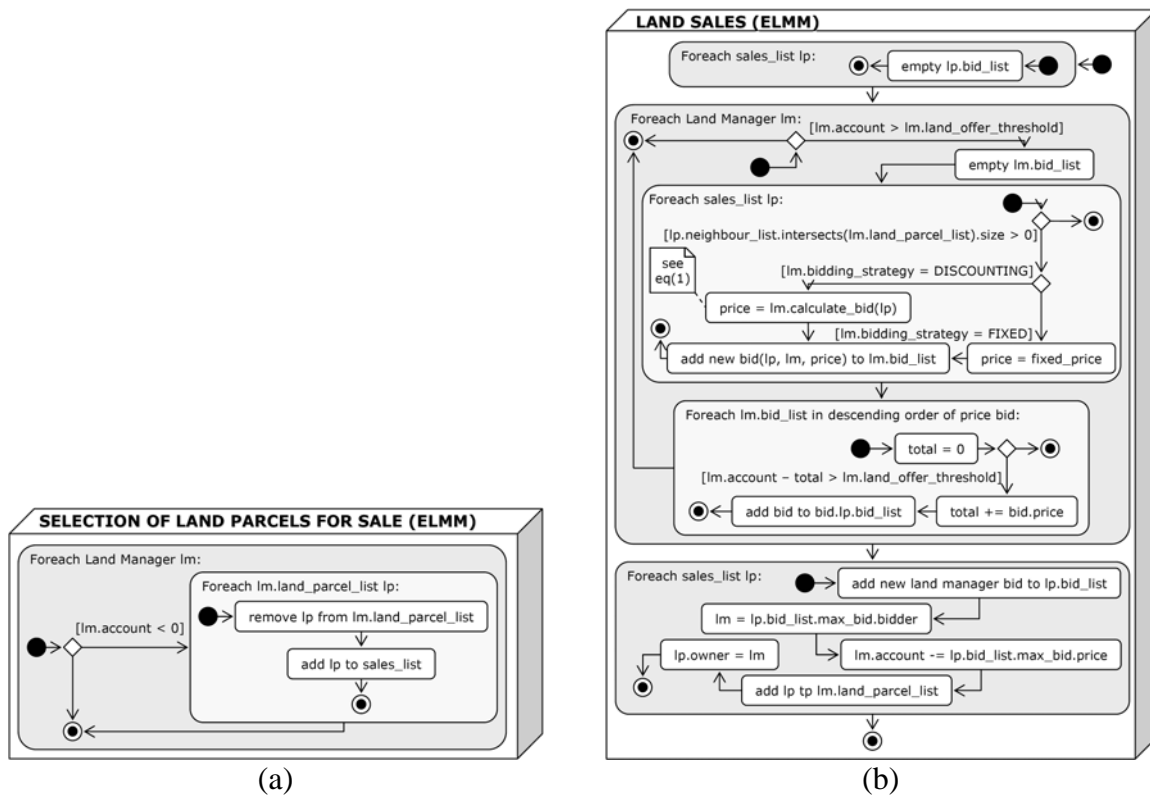 SELECTION OF LAND PARCELS FOR SALE (ELMM)
Foreach Land Manager lm:
Foreach lm.land_parcel_list lp:
remove lp from lm.land_parcel_list
[lm.account < 0]
add lp to sales_list
(a)
LAND SALES (ELMM)
Foreach sales_list lp:
empty lp.bid_list
Foreach Land Manager lm:
[lm.account > lm.land_offer_threshold]
empty lm.bid_list
Foreach sales_list lp:
[lp.neighbour_list.intersects(lm.land_parcel_list).size > 0]
see
eq(1)
[lm.bidding_strategy = DISCOUNTING]
price = lm.calculate_bid(lp)
[lm.bidding_strategy = FIXED]
add new bid(lp, lm, price) to lm.bid_list
price = fixed_price
Foreach lm.bid_list in descending order of price bid:
total = 0
[lm.account – total > lm.land_offer_threshold]
add bid to bid.lp.bid_list
total += bid.price
Foreach sales_list lp:
add new land manager bid to lp.bid_list
lm = lp.bid_list.max_bid.bidder
lp.owner = lm
lm.account -= lp.bid_list.max_bid.price
add lp tp lm.land_parcel_list
(b)